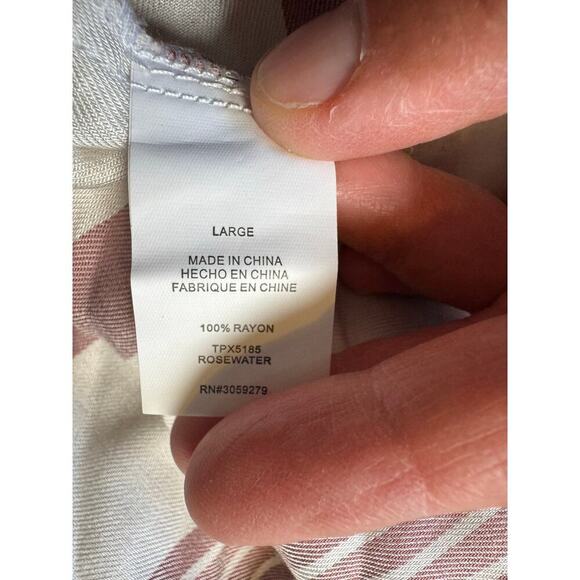 LARGE
MADE IN CHINA
HECHO EN CHINA
FABRIQUE EN CHINE
100% RAYON
TPX5185
ROSEWATER
RN#3059279